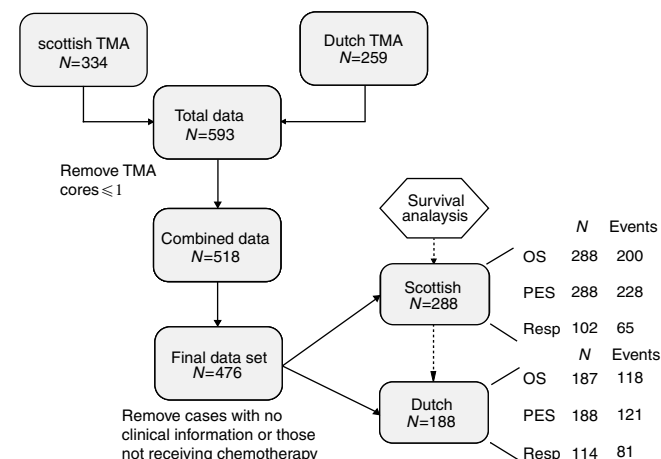 scottish TMA
N=334
Dutch TMA
N=259
Total data
N=593
Remove TMA
cores⩽1
Combined data
N=518
Survival
analaysis
Final data set
N=476
Remove cases with no
clinical information or those
not receiving chemotherapy
Scottish
N=288
N Events
OS 288 200
PES 288 228
Resp 102 65
Dutch
N=188
N Events
OS 187 118
PES 188 121
Resp 114 81